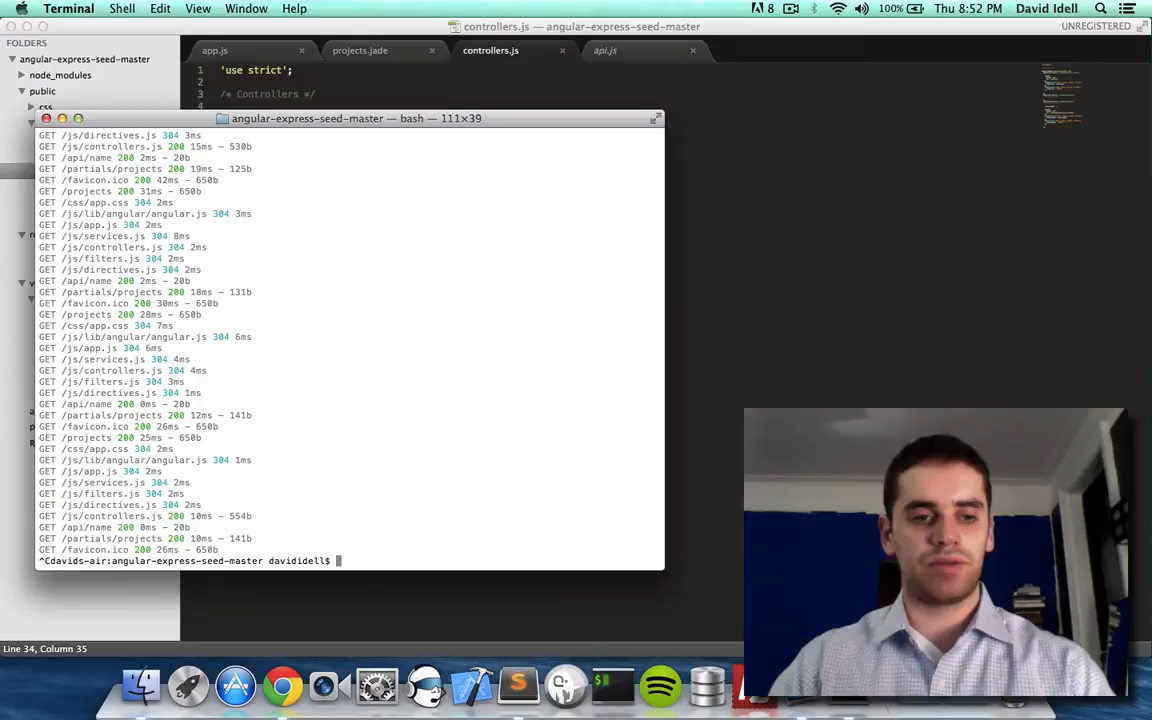 Terminal Shell Edit View Window Help 8 100% Thu 8:52 PM David Idell
controllers.js — angular-express-seed-master UNREGISTERED
FOLDERS
angular-express-seed-master
node_modules
public
css
app.js × projects.jade × controllers.js × api.js ×
1 'use strict';
2
3 /* Controllers */
angular-express-seed-master — bash — 111×39
GET /js/directives.js 304 3ms
GET /js/controllers.js 200 15ms - 530b
GET /api/name 200 2ms - 20b
GET /partials/projects 200 19ms - 125b
GET /favicon.ico 200 42ms - 650b
GET /projects 200 31ms - 650b
GET /css/app.css 304 2ms
GET /js/lib/angular/angular.js 304 3ms
GET /js/app.js 304 2ms
GET /js/services.js 304 8ms
GET /js/controllers.js 304 2ms
GET /js/filters.js 304 2ms
GET /js/directives.js 304 2ms
GET /api/name 200 2ms - 20b
GET /partials/projects 200 18ms - 131b
GET /favicon.ico 200 30ms - 650b
GET /projects 200 28ms - 650b
GET /css/app.css 304 7ms
GET /js/lib/angular/angular.js 304 6ms
GET /js/app.js 304 6ms
GET /js/services.js 304 4ms
GET /js/controllers.js 304 4ms
GET /js/filters.js 304 3ms
GET /js/directives.js 304 1ms
GET /api/name 200 0ms - 20b
GET /partials/projects 200 12ms - 141b
GET /favicon.ico 200 26ms - 650b
GET /projects 200 25ms - 650b
GET /css/app.css 304 2ms
GET /js/lib/angular/angular.js 304 1ms
GET /js/app.js 304 2ms
GET /js/services.js 304 2ms
GET /js/filters.js 304 2ms
GET /js/directives.js 304 2ms
GET /js/controllers.js 200 10ms - 554b
GET /api/name 200 0ms - 20b
GET /partials/projects 200 10ms - 141b
GET /favicon.ico 200 26ms - 650b
^Cdavids-air:angular-express-seed-master davididell$
Line 34, Column 35